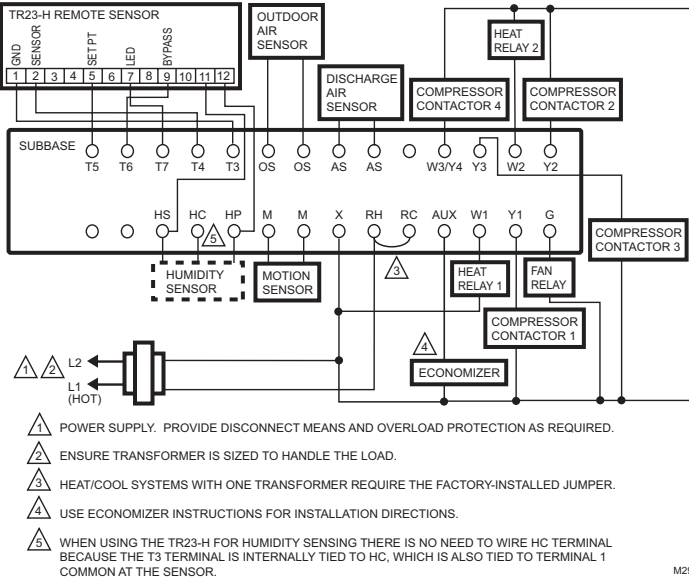 TR23-H REMOTE SENSOR
GND
SENSOR
SET PT
LED
BYPASS
1 2 3 4 5 6 7 8 9 10 11 12
OUTDOOR
AIR
SENSOR
DISCHARGE
AIR
SENSOR
COMPRESSOR
CONTACTOR 4
HEAT
RELAY 2
COMPRESSOR
CONTACTOR 2
SUBBASE
T5 T6 T7 T4 T3 OS OS AS AS W3/Y4 Y3 W2 Y2
HS HC HP M M X RH RC AUX W1 Y1 G
5
3
HUMIDITY
SENSOR
MOTION
SENSOR
HEAT
RELAY 1
FAN
RELAY
COMPRESSOR
CONTACTOR 3
COMPRESSOR
CONTACTOR 1
4
ECONOMIZER
1 2 L2
L1
(HOT)
1 POWER SUPPLY. PROVIDE DISCONNECT MEANS AND OVERLOAD PROTECTION AS REQUIRED.
2 ENSURE TRANSFORMER IS SIZED TO HANDLE THE LOAD.
3 HEAT/COOL SYSTEMS WITH ONE TRANSFORMER REQUIRE THE FACTORY-INSTALLED JUMPER.
4 USE ECONOMIZER INSTRUCTIONS FOR INSTALLATION DIRECTIONS.
5 WHEN USING THE TR23-H FOR HUMIDITY SENSING THERE IS NO NEED TO WIRE HC TERMINAL
BECAUSE THE T3 TERMINAL IS INTERNALLY TIED TO HC, WHICH IS ALSO TIED TO TERMINAL 1
COMMON AT THE SENSOR.